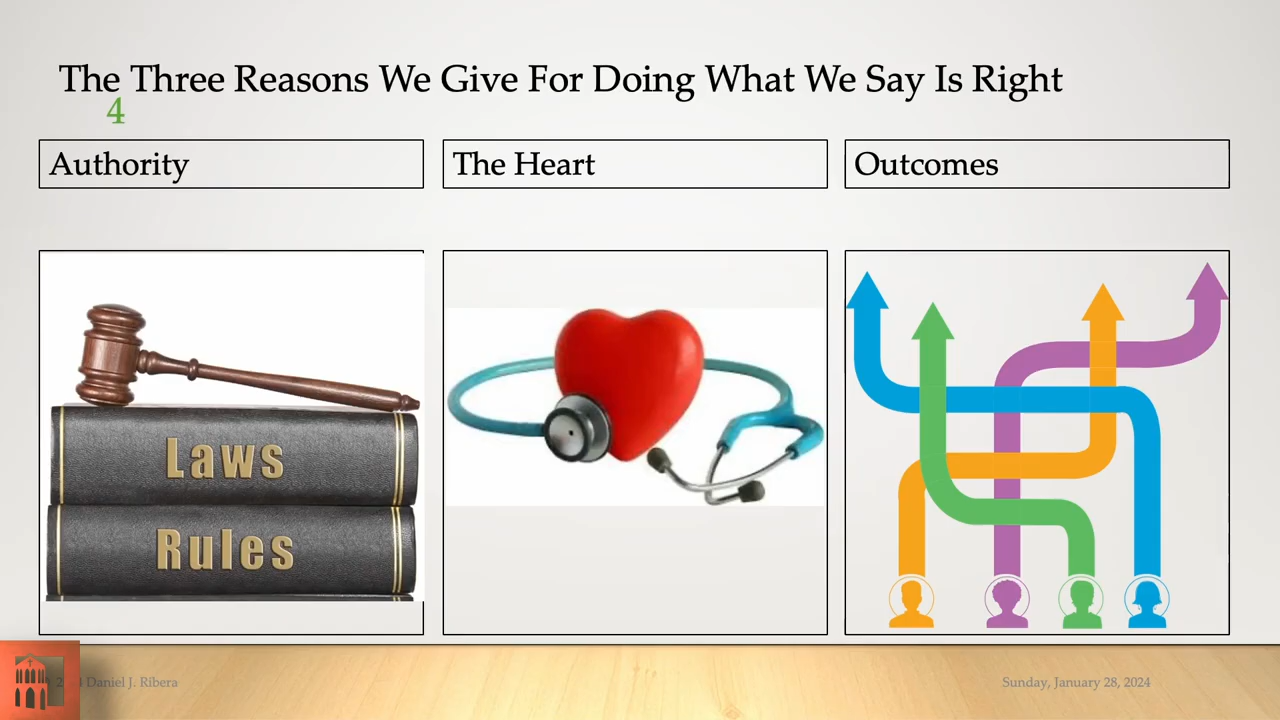 The Three Reasons We Give For Doing What We Say Is Right
4
Authority
The Heart
Outcomes
Laws
Rules
Daniel J. Ribera
Sunday, January 28, 2024